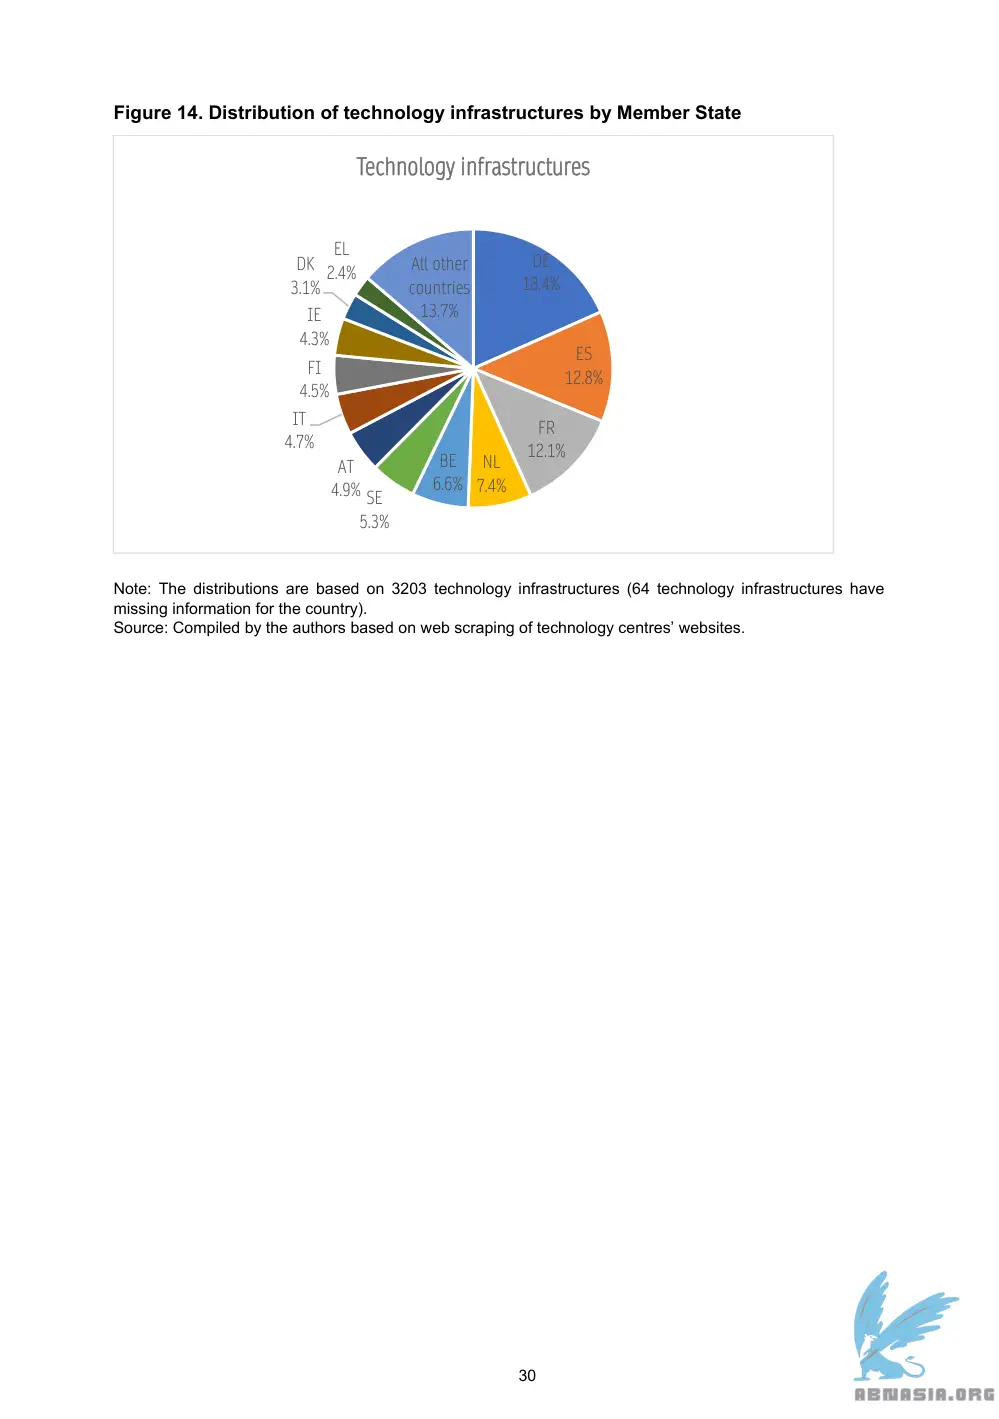 Figure 14. Distribution of technology infrastructures by Member State
Technology infrastructures
DE
18.4%
ES
12.8%
FR
12.1%
NL
7.4%
BE
6.6%
SE
5.3%
AT
4.9%
IT
4.7%
FI
4.5%
IE
4.3%
DK
3.1%
EL
2.4%
All other
countries
13.7%
Note: The distributions are based on 3203 technology infrastructures (64 technology infrastructures have
missing information for the country).
Source: Compiled by the authors based on web scraping of technology centres’ websites.
30
ABNASIA.ORG